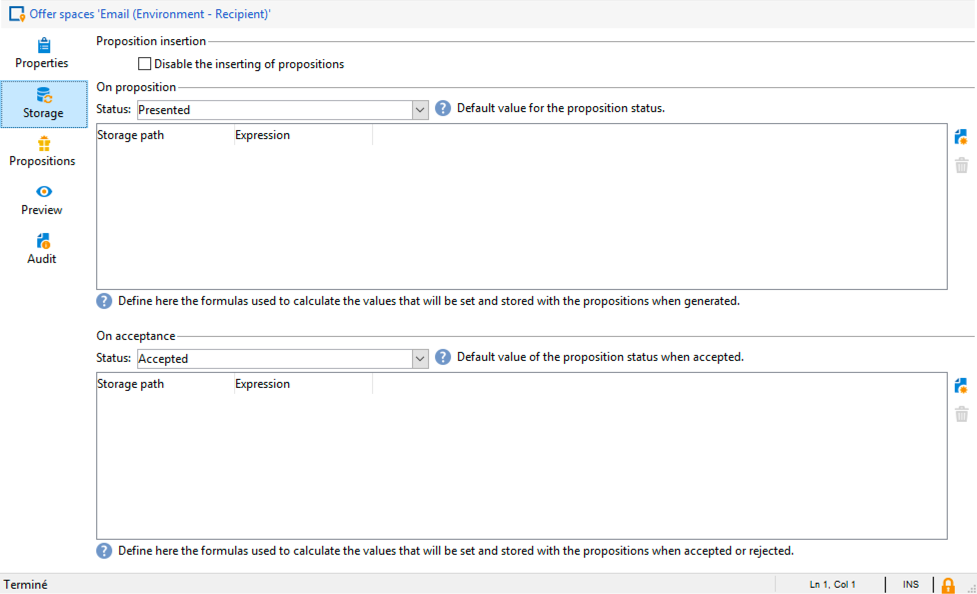 Offer spaces 'Email (Environment - Recipient)'
Properties
Storage
Propositions
Preview
Audit
Proposition insertion
Disable the inserting of propositions
On proposition
Status: Presented ? Default value for the proposition status.
Storage path Expression
? Define here the formulas used to calculate the values that will be set and stored with the propositions when generated.
On acceptance
Status: Accepted ? Default value of the proposition status when accepted.
Storage path Expression
? Define here the formulas used to calculate the values that will be set and stored with the propositions when accepted or rejected.
Terminé Ln 1, Col 1 INS